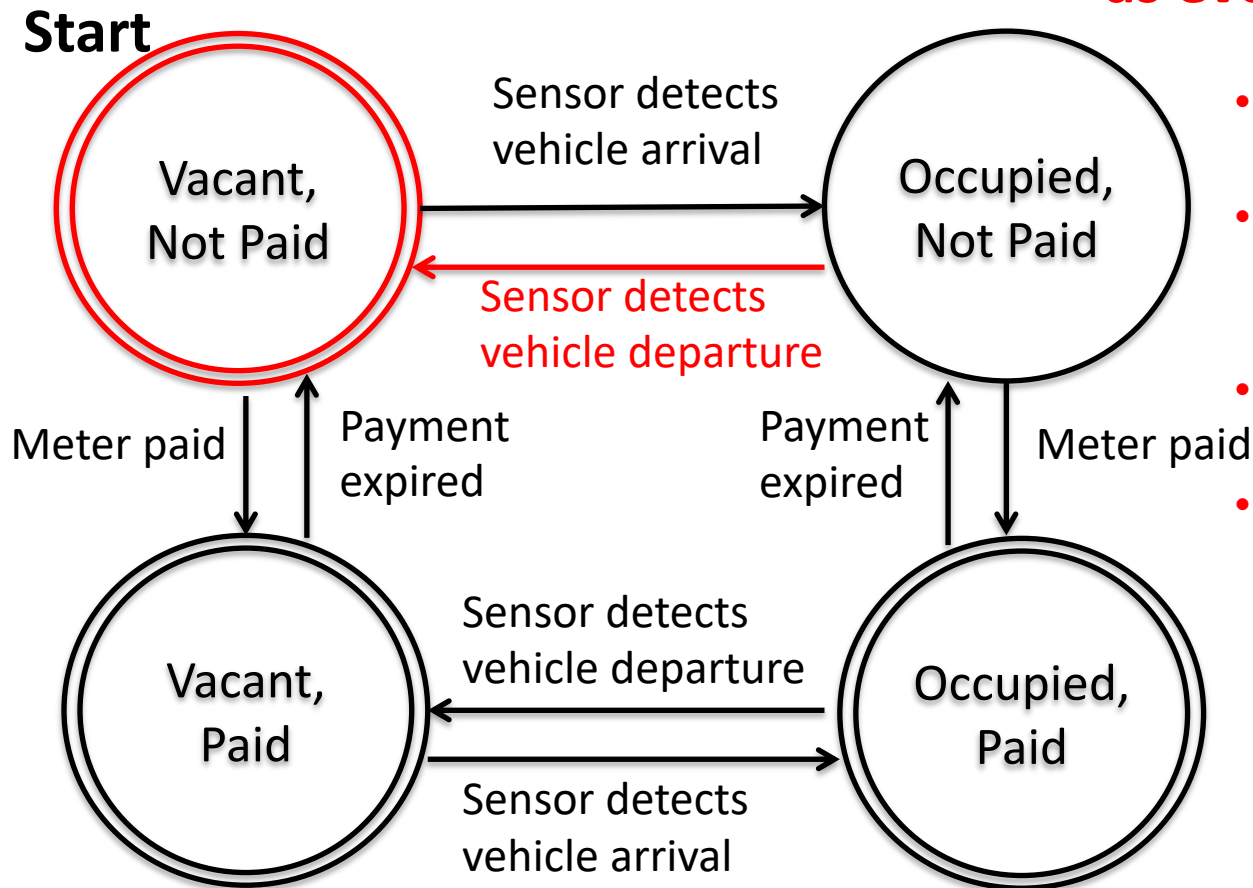 Start
Vacant,
Not Paid
Sensor detects
vehicle arrival
Occupied,
Not Paid
Sensor detects
vehicle departure
Meter paid
Payment
expired
Payment
expired
Meter paid
Vacant,
Paid
Sensor detects
vehicle departure
Occupied,
Paid
Sensor detects
vehicle arrival